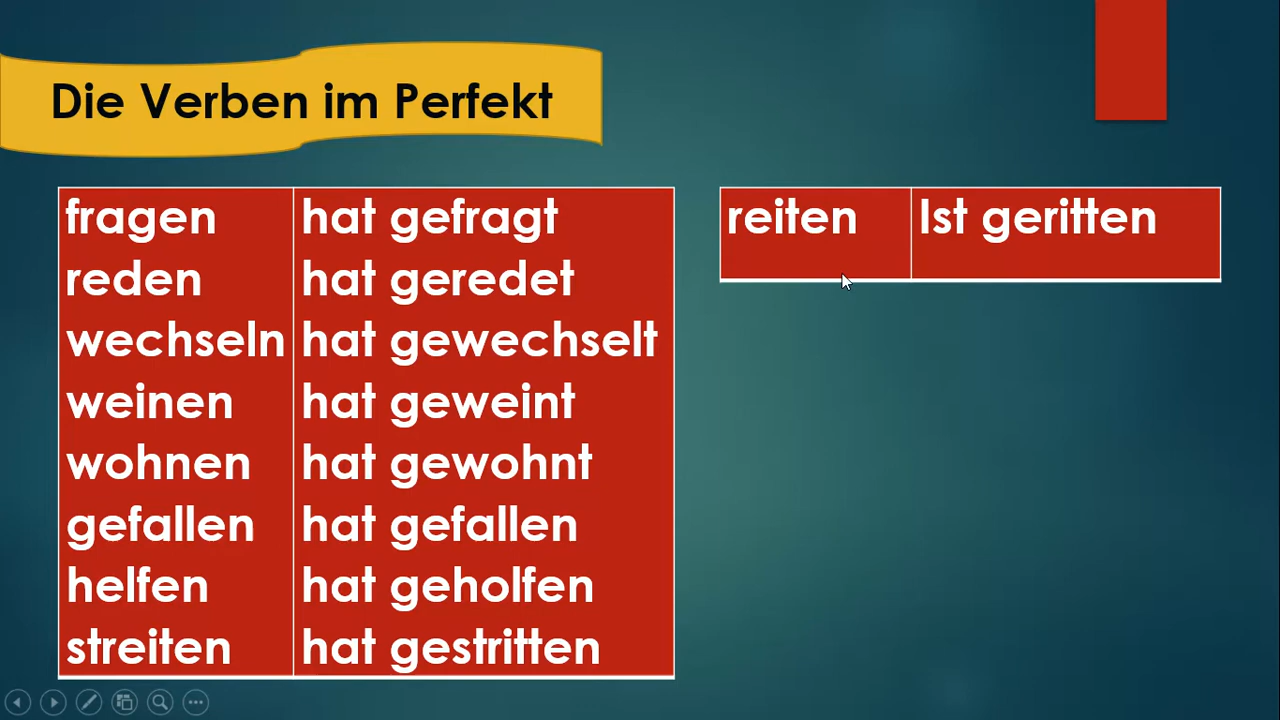 Die Verben im Perfekt
fragen hat gefragt
reden hat geredet
wechseln hat gewechselt
weinen hat geweint
wohnen hat gewohnt
gefallen hat gefallen
helfen hat geholfen
streiten hat gestritten
reiten Ist geritten